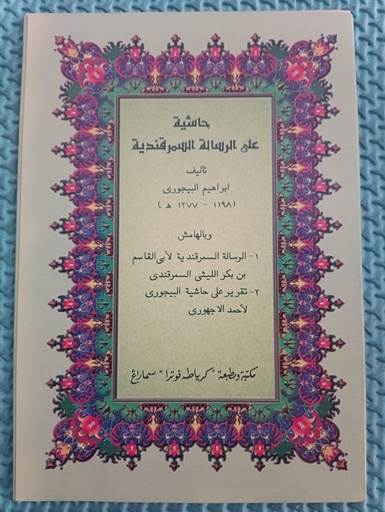 حاشية
على الرسالة السمرقندية
تأليف
ابراهيم البيجورى
(١١٩٨ - ١٢٧٧ ھ)
وبالهامش
١- الرسالة السمرقندية لأبى القاسم
بن بكر الليثى السمرقندى
٢- تقرير على حاشية البيجورى
لأحمد الاجهورى
مكتبة ومطبعة "كرياطه فوترا" سماراغ